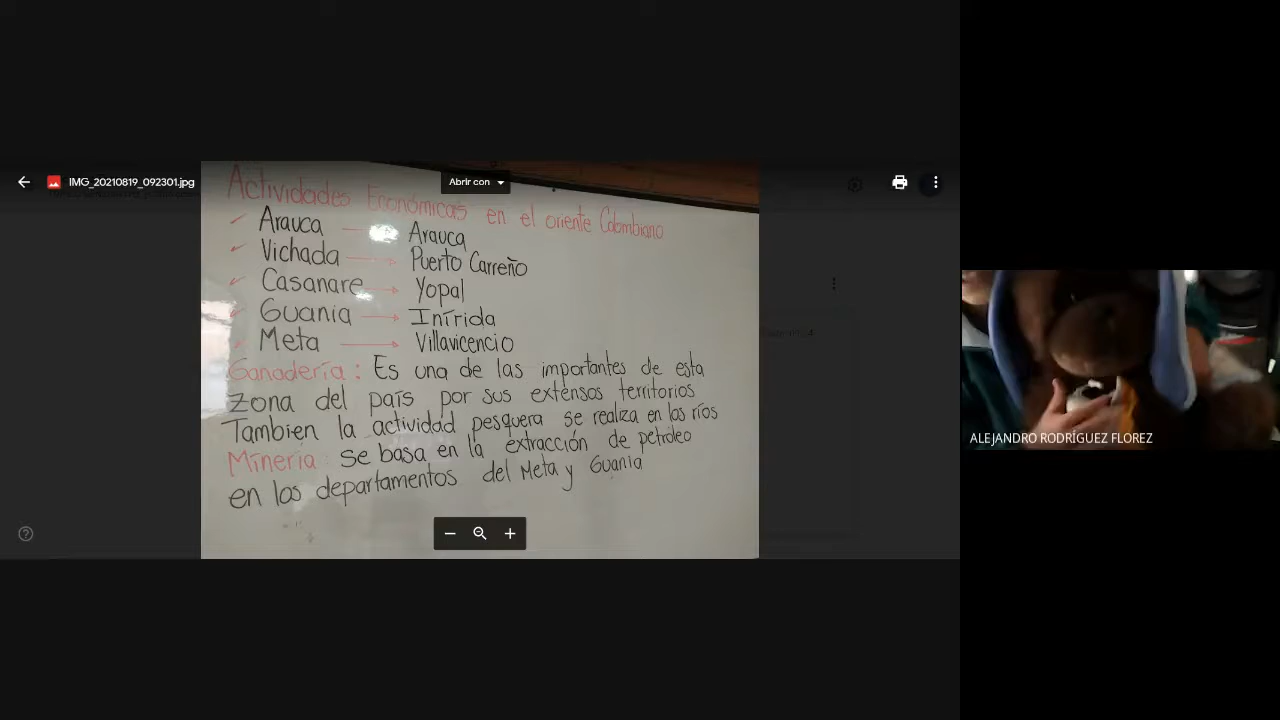 IMG_20210819_092301.jpg
Abrir con
Actividades Económicas en el oriente Colombiano
Arauca Arauca
Vichada Puerto Carreño
Casanare Yopal
Guania Inírida
Meta Villavicencio
Ganadería: Es una de las importantes de esta
zona del país por sus extensos territorios
Tambien la actividad pesquera se realiza en los ríos
Minería: se basa en la extracción de petroleo
en los departamentos del Meta y Guania
ALEJANDRO RODRÍGUEZ FLOREZ